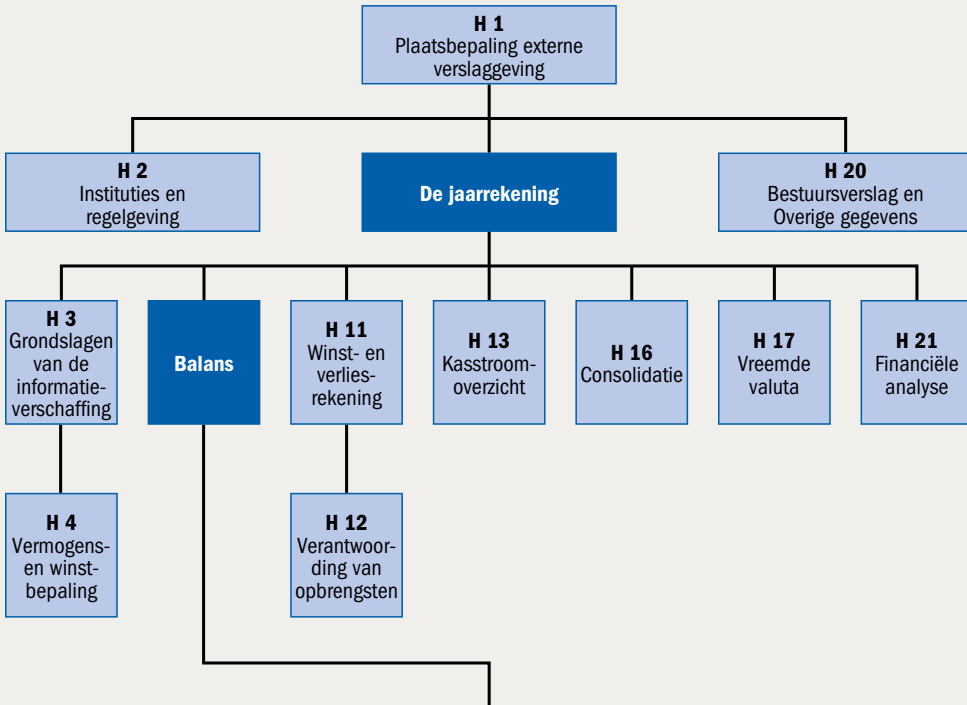 H 1
Plaatsbepaling externe
verslaggeving
H 2
Instituties en
regelgeving
De jaarrekening
H 20
Bestuursverslag en
Overige gegevens
H 3
Grondslagen
van de
informatie-
verschaffing
Balans
H 11
Winst- en
verlies-
rekening
H 13
Kasstroom-
overzicht
H 16
Consolidatie
H 17
Vreemde
valuta
H 21
Financiële
analyse
H 4
Vermogens-
en winst-
bepaling
H 12
Verantwoor-
ding van
opbrengsten